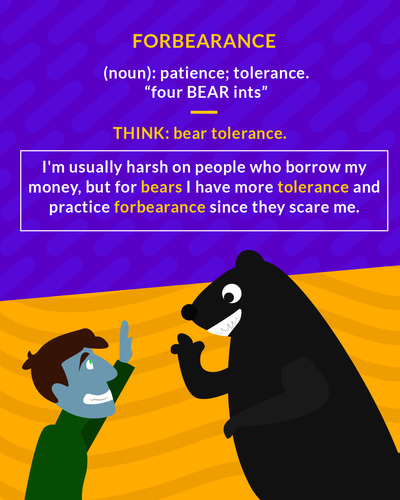 FORBEARANCE
(noun): patience; tolerance.
“four BEAR ints”
THINK: bear tolerance.
I'm usually harsh on people who borrow my
money, but for bears I have more tolerance and
practice forbearance since they scare me.